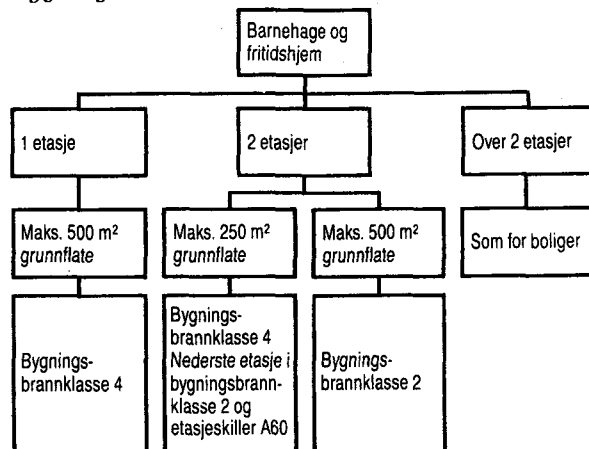 Barnehage og
fritidshjem
1 etasje
2 etasjer
Over 2 etasjer
Maks. 500 m²
grunnflate
Maks. 250 m²
grunnflate
Maks. 500 m²
grunnflate
Som for boliger
Bygnings-
brannklasse 4
Bygnings-
brannklasse 4
Nederste etasje i
bygningsbrann-
klasse 2 og
etasjeskiller A60
Bygnings-
brannklasse 2